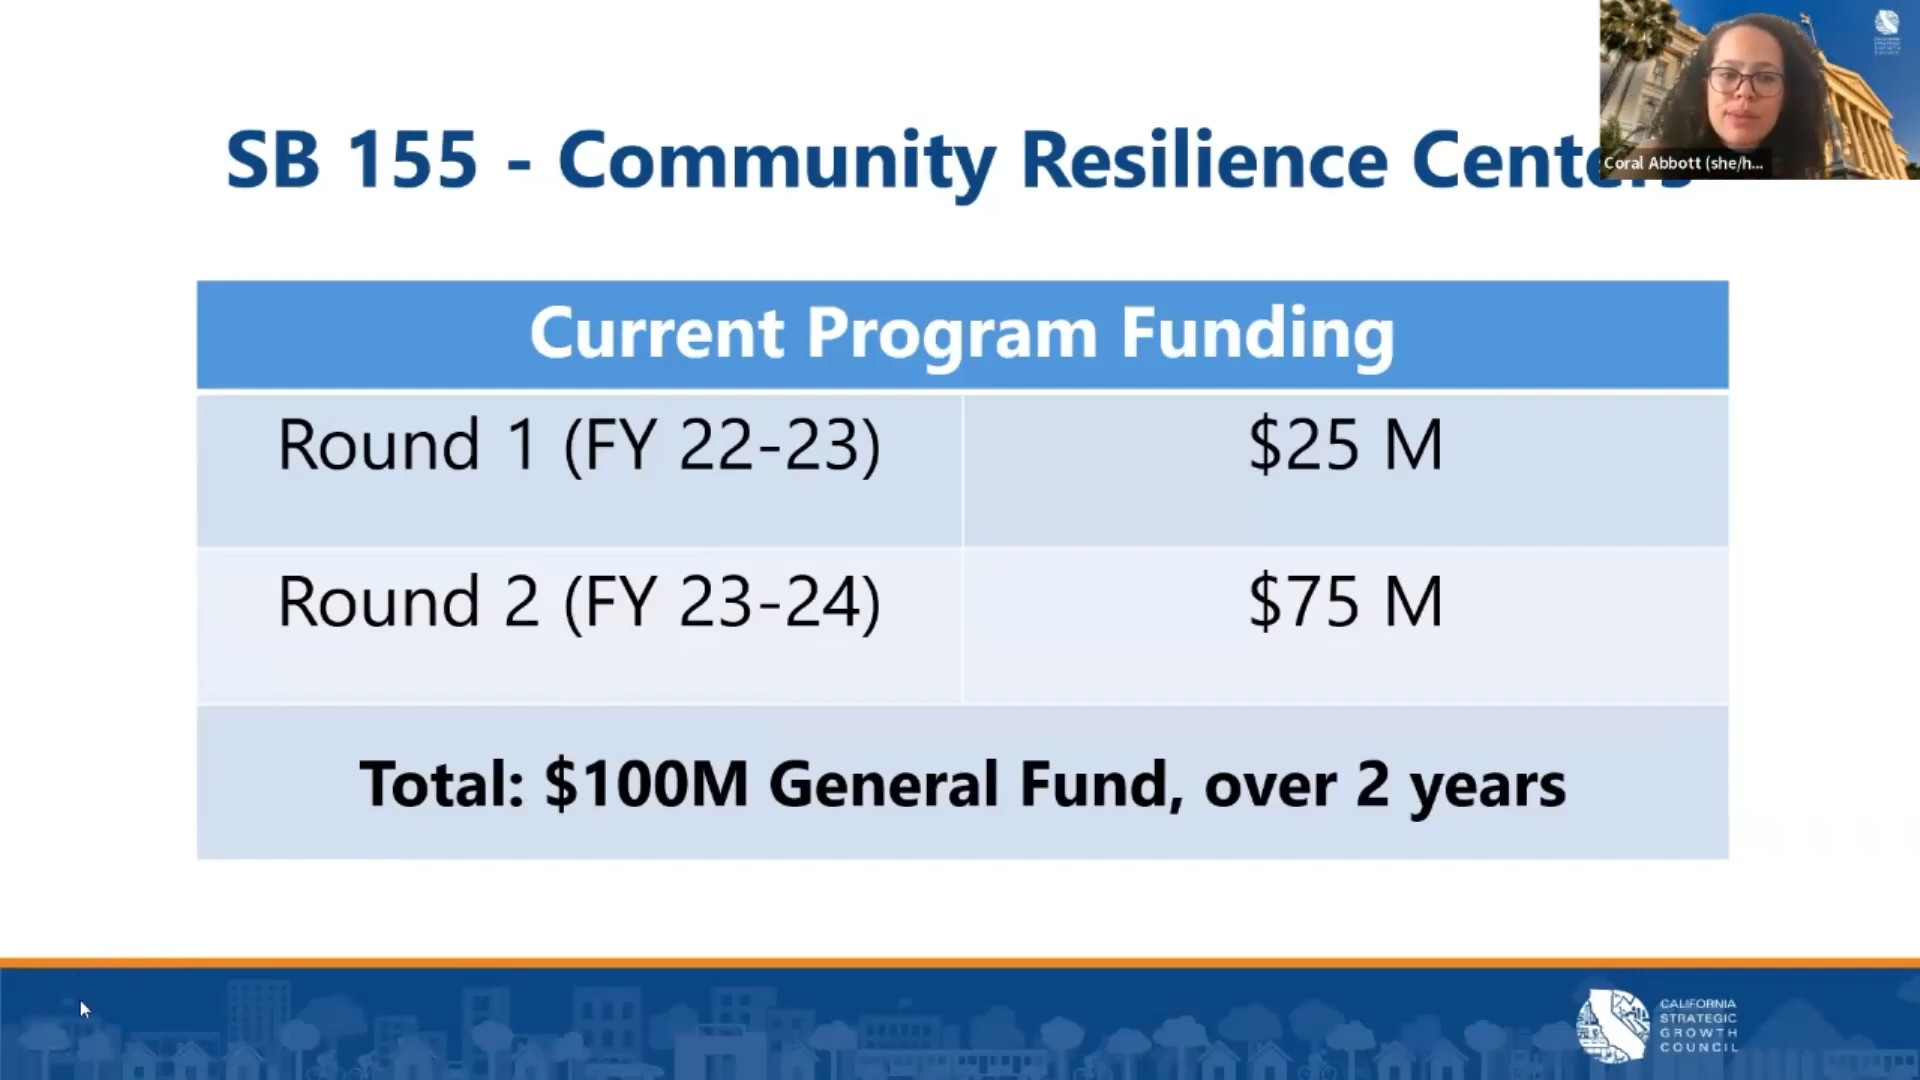 SB 155 - Community Resilience Centers
Coral Abbott (she/h...
Current Program Funding
Round 1 (FY 22-23)
$25 M
Round 2 (FY 23-24)
$75 M
Total: $100M General Fund, over 2 years
CALIFORNIA
STRATEGIC
GROWTH
COUNCIL